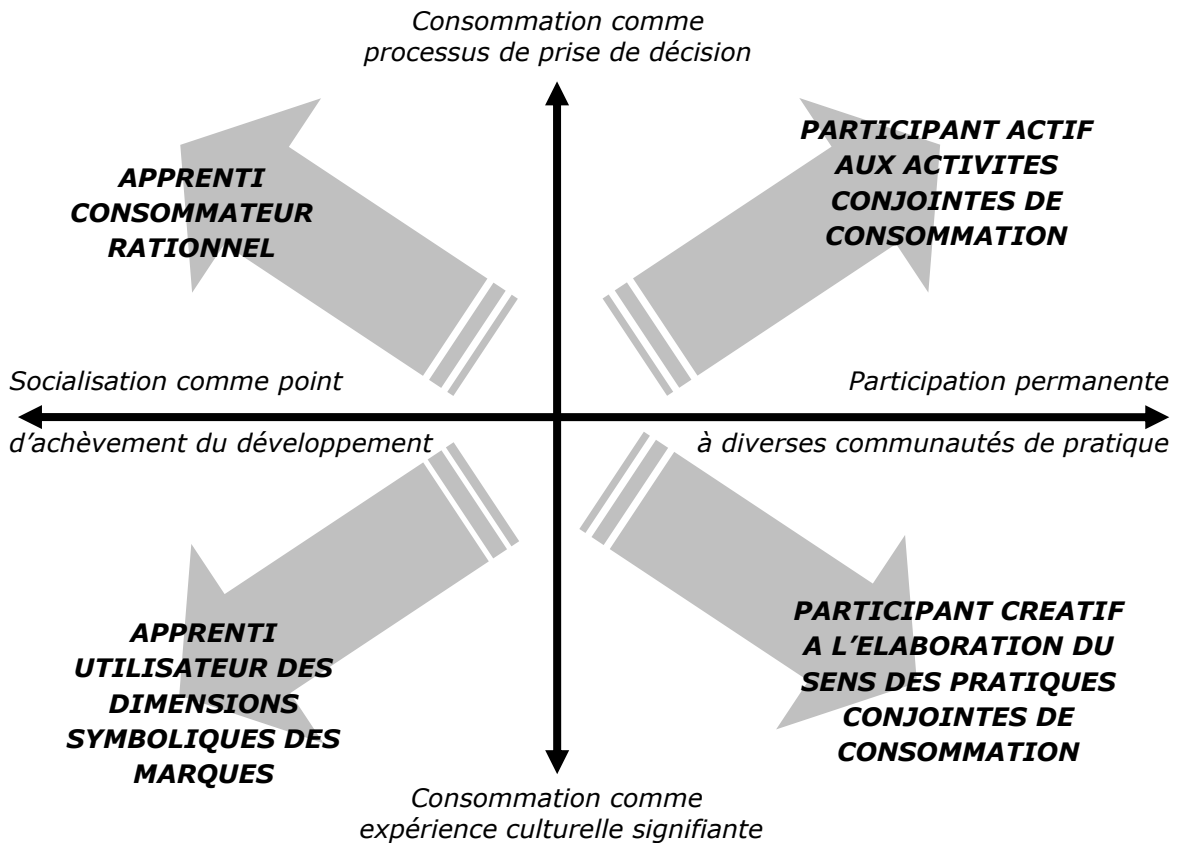 Consommation comme
processus de prise de décision
APPRENTI
CONSOMMATEUR
RATIONNEL
PARTICIPANT ACTIF
AUX ACTIVITES
CONJOINTES DE
CONSOMMATION
Socialisation comme point
d'achèvement du développement
Participation permanente
à diverses communautés de pratique
APPRENTI
UTILISATEUR DES
DIMENSIONS
SYMBOLIQUES DES
MARQUES
PARTICIPANT CREATIF
A L'ELABORATION DU
SENS DES PRATIQUES
CONJOINTES DE
CONSOMMATION
Consommation comme
expérience culturelle signifiante